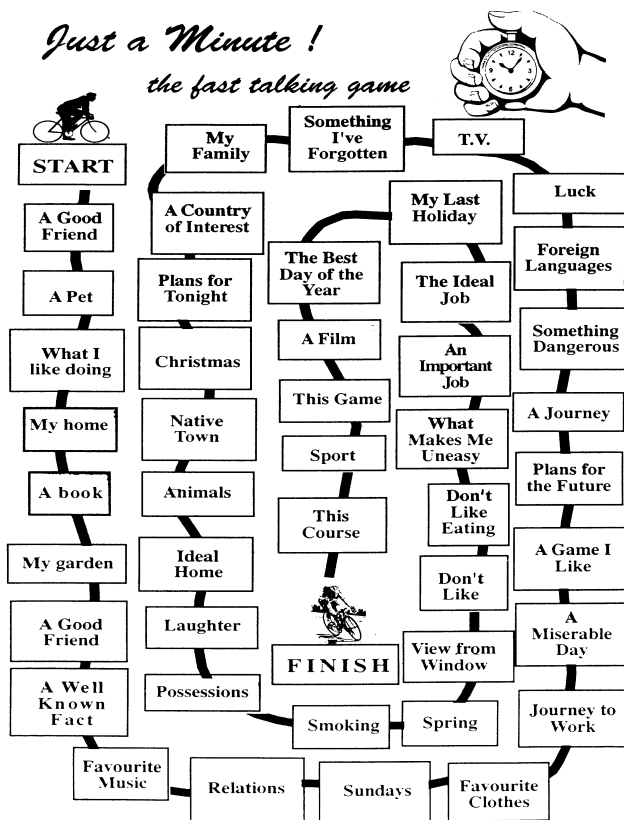 Just a Minute !
the fast talking game
12
9 3
6
START
A Good
Friend
A Pet
What I
like doing
My home
A book
My garden
A Good
Friend
A Well
Known
Fact
Favourite
Music
Relations
Sundays
Favourite
Clothes
Journey to
Work
A
Miserable
Day
A Game I
Like
Plans for
the Future
A Journey
Something
Dangerous
Foreign
Languages
Luck
T.V.
Something
I've
Forgotten
My
Family
A Country
of Interest
Plans for
Tonight
Christmas
Native
Town
Animals
Ideal
Home
Laughter
Possessions
Smoking
Spring
View from
Window
Don't
Like
Don't
Like
Eating
What
Makes Me
Uneasy
An
Important
Job
The Ideal
Job
My Last
Holiday
The Best
Day of the
Year
A Film
This Game
Sport
This
Course
FINISH